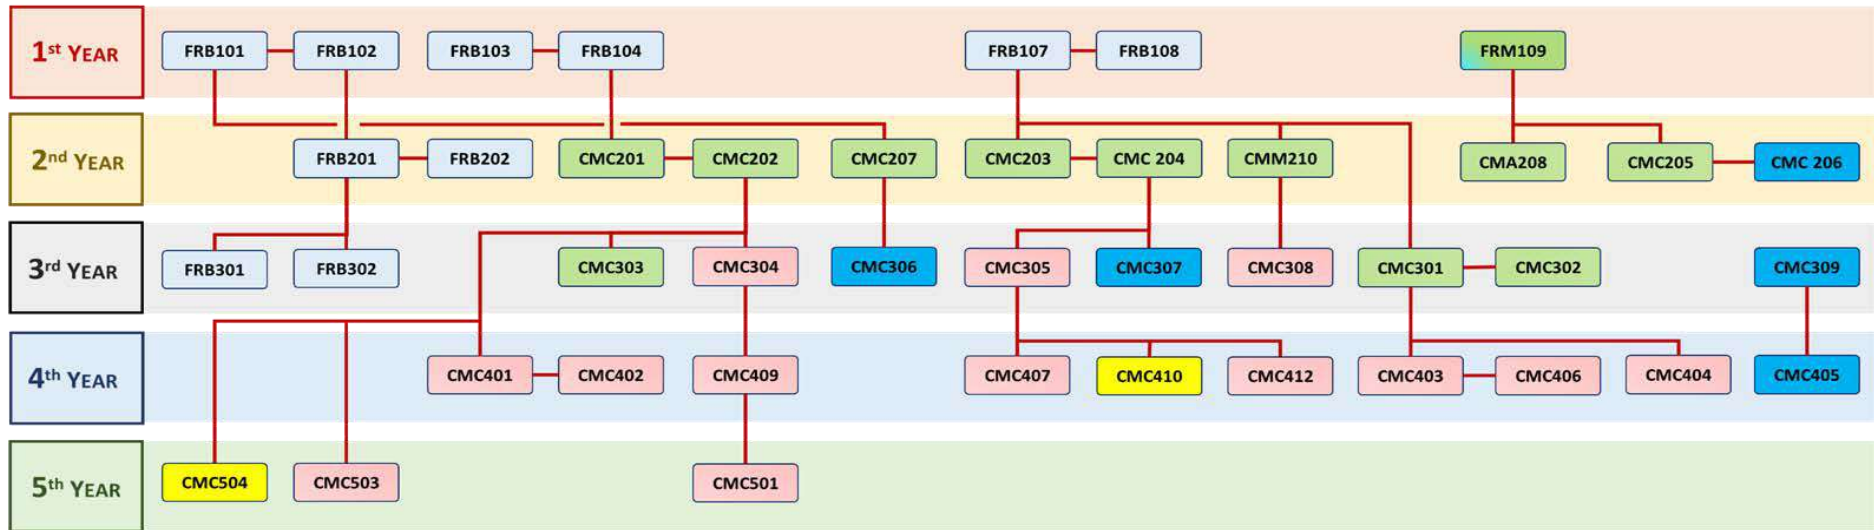 1st YEAR
FRB101
FRB102
FRB103
FRB104
FRB107
FRB108
FRM109
2nd YEAR
FRB201
FRB202
CMC201
CMC202
CMC207
CMC203
CMC 204
CMM210
CMA208
CMC205
CMC 206
3rd YEAR
FRB301
FRB302
CMC303
CMC304
CMC306
CMC305
CMC307
CMC308
CMC301
CMC302
CMC309
4th YEAR
CMC401
CMC402
CMC409
CMC407
CMC410
CMC412
CMC403
CMC406
CMC404
CMC405
5th YEAR
CMC504
CMC503
CMC501